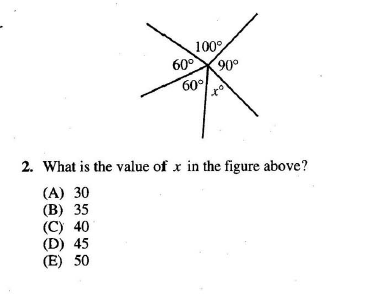 100°
60° 90°
60° x°
2. What is the value of x in the figure above?
(A) 30
(B) 35
(C) 40
(D) 45
(E) 50